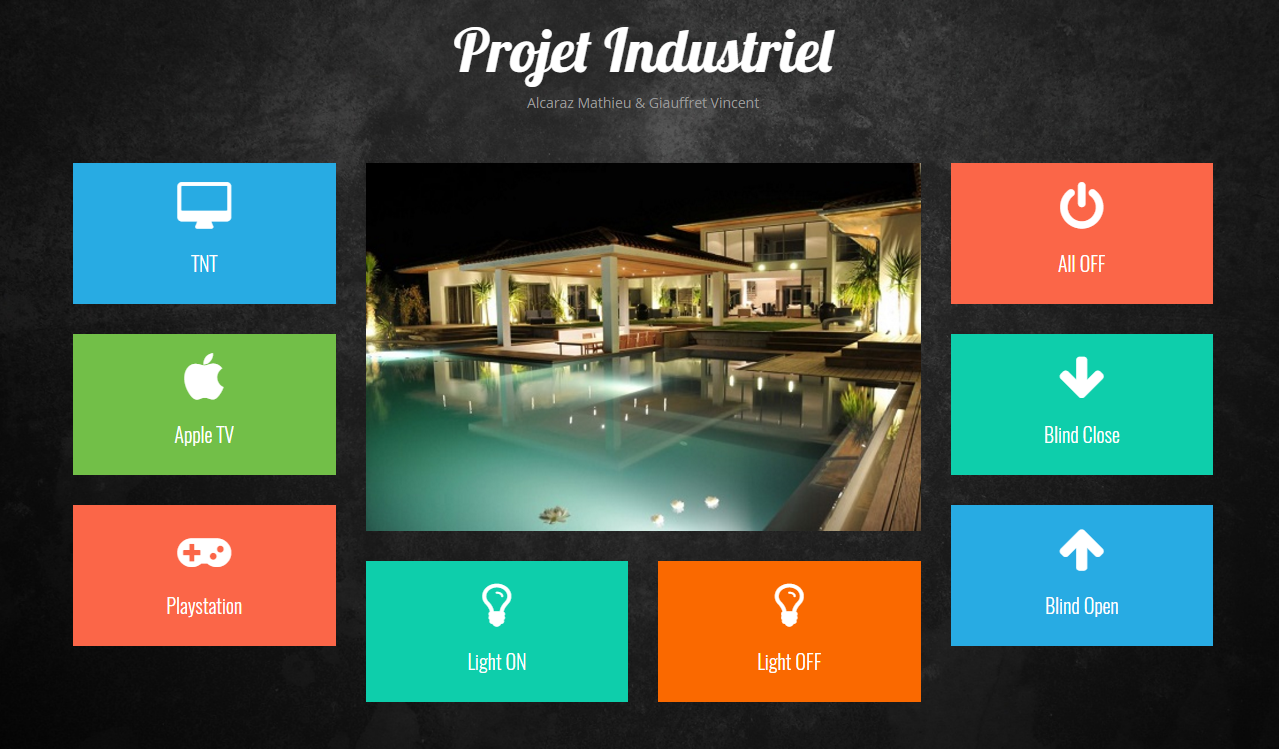 Projet Industriel
Alcaraz Mathieu & Giauffret Vincent
TNT
Apple TV
Playstation
Light ON
Light OFF
All OFF
Blind Close
Blind Open